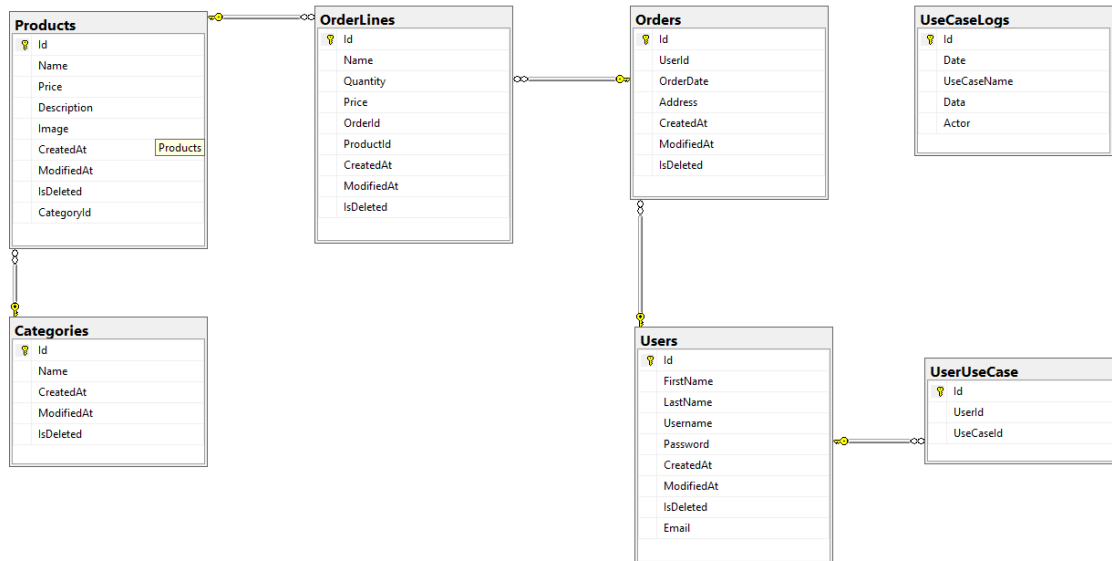 Products
Id
Name
Price
Description
Image
CreatedAt
Products
ModifiedAt
IsDeleted
CategoryId
OrderLines
Id
Name
Quantity
Price
OrderId
ProductId
CreatedAt
ModifiedAt
IsDeleted
Orders
Id
UserId
OrderDate
Address
CreatedAt
ModifiedAt
IsDeleted
UseCaseLogs
Id
Date
UseCaseName
Data
Actor
Categories
Id
Name
CreatedAt
ModifiedAt
IsDeleted
Users
Id
FirstName
LastName
Username
Password
CreatedAt
ModifiedAt
IsDeleted
Email
UserUseCase
Id
UserId
UseCaseId